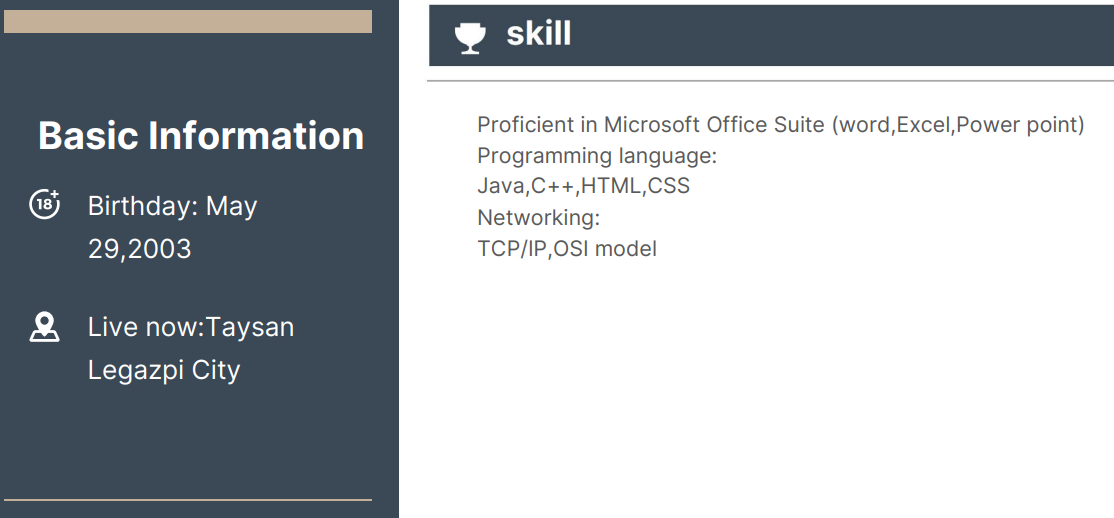 Basic Information
18+
Birthday: May
29,2003
Live now:Taysan
Legazpi City
skill
Proficient in Microsoft Office Suite (word,Excel,Power point)
Programming language:
Java,C++,HTML,CSS
Networking:
TCP/IP,OSI model